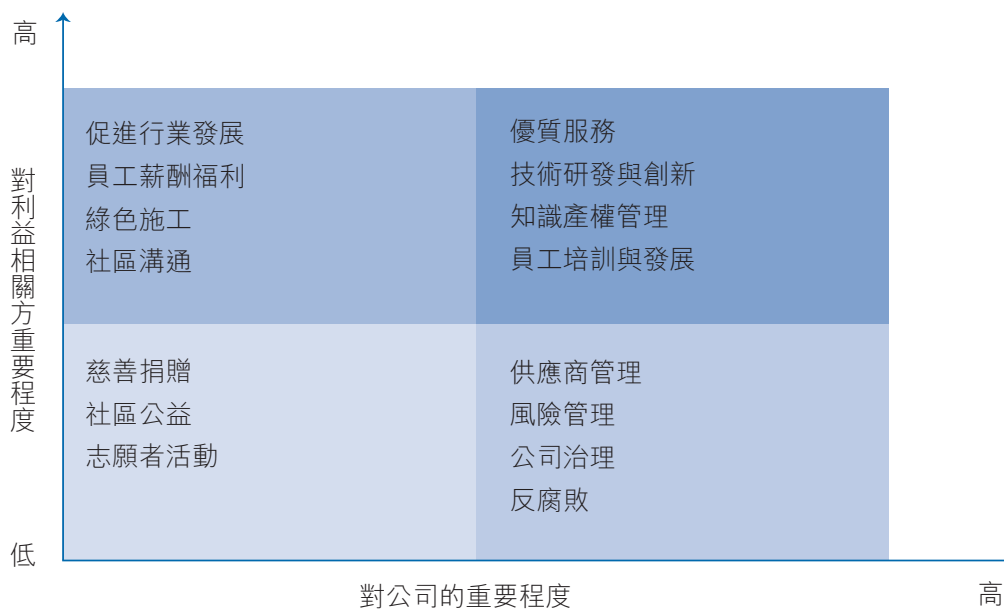 高
對利益相關方重要程度
促進行業發展
員工薪酬福利
綠色施工
社區溝通
優質服務
技術研發與創新
知識產權管理
員工培訓與發展
慈善捐贈
社區公益
志願者活動
供應商管理
風險管理
公司治理
反腐敗
低
對公司的重要程度
高